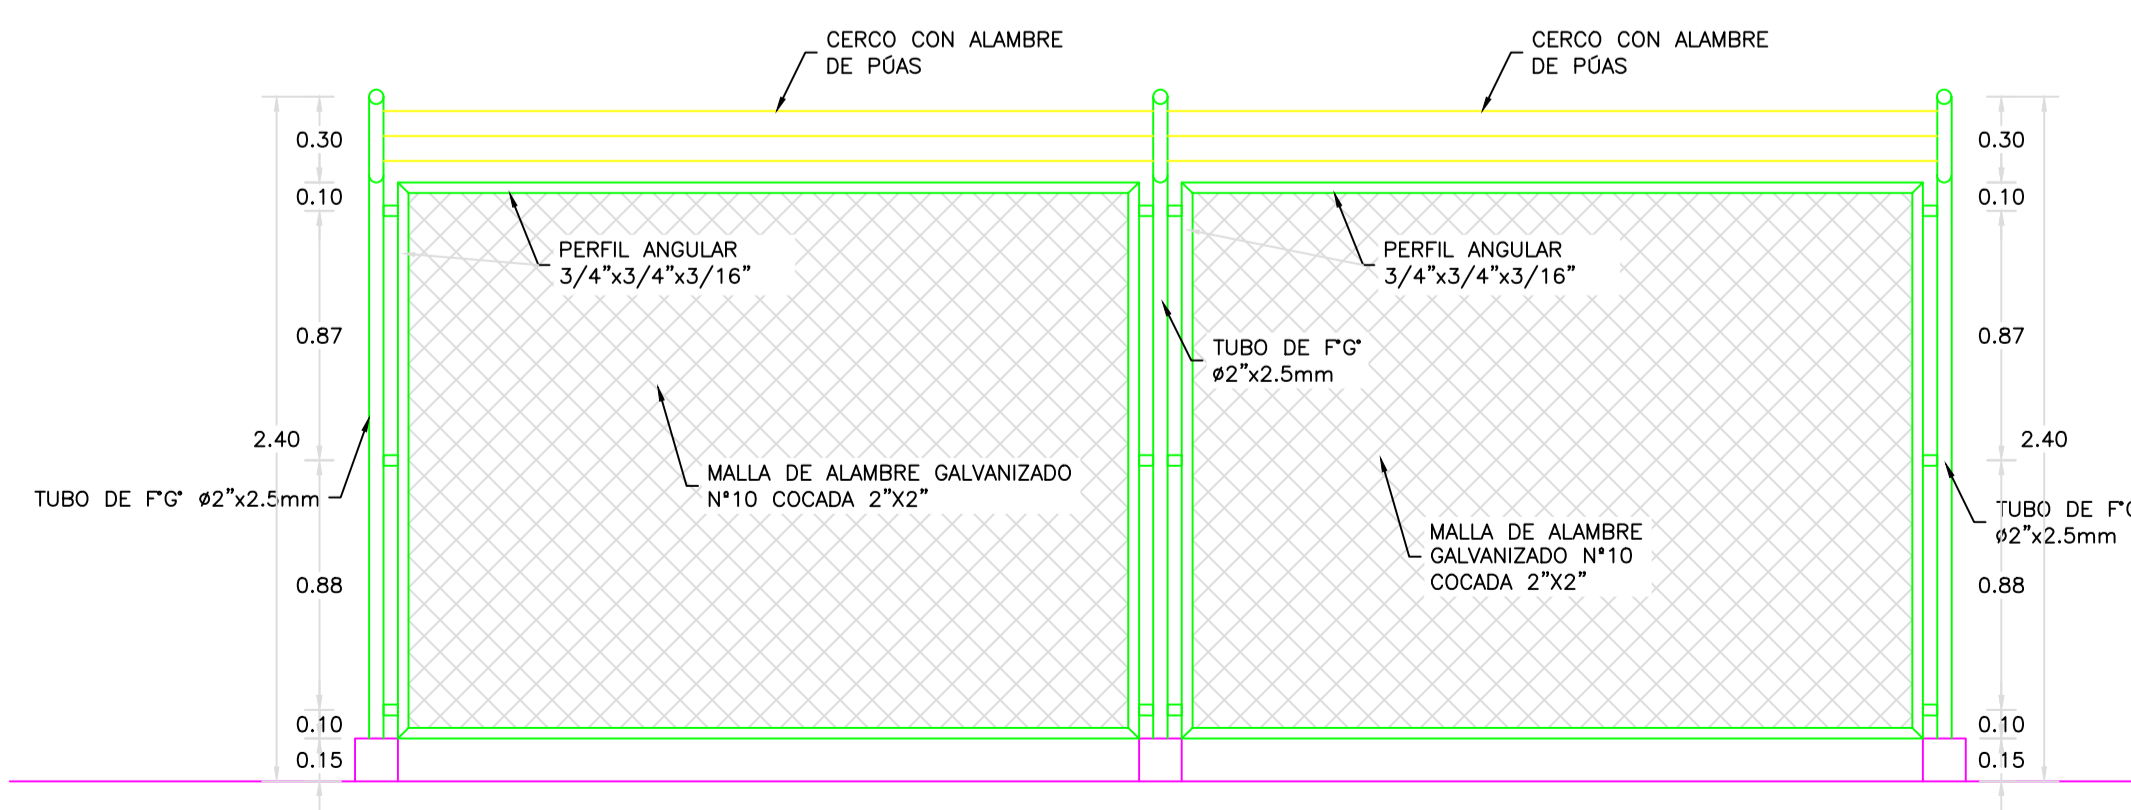 CERCO CON ALAMBRE
DE PÚAS
CERCO CON ALAMBRE
DE PÚAS
0.30
0.30
0.10
0.10
PERFIL ANGULAR
3/4"x3/4"x3/16"
PERFIL ANGULAR
3/4"x3/4"x3/16"
0.87
0.87
TUBO DE F°G°
ø2"x2.5mm
2.40
2.40
MALLA DE ALAMBRE GALVANIZADO
Nº10 COCADA 2"X2"
TUBO DE F°G° ø2"x2.5mm
TUBO DE F°
ø2"x2.5mm
MALLA DE ALAMBRE
GALVANIZADO Nº10
COCADA 2"X2"
0.88
0.88
0.10
0.10
0.15
0.15